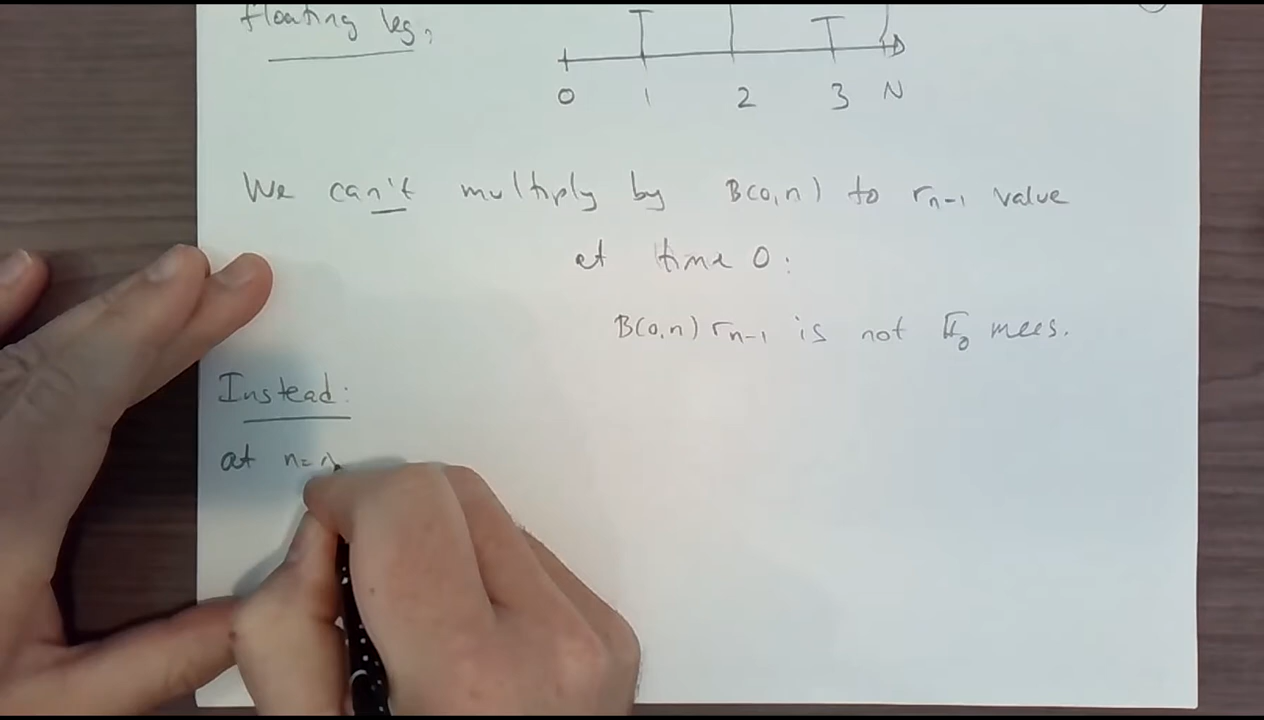 floating leg,
0 1 2 3 N
We can't multiply by B(0,n) to rn-1 value
at time 0:
B(0,n) rn-1 is not F0 mees.
Instead:
at n=